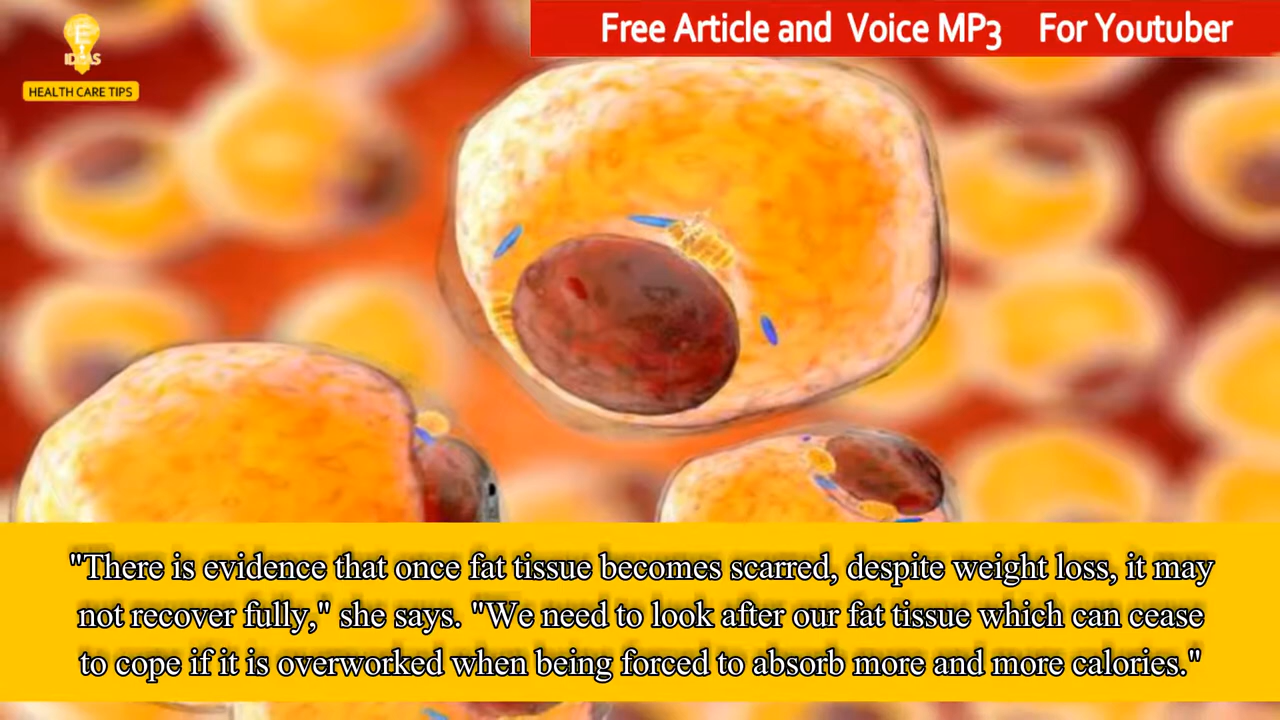 Free Article and Voice MP3 For Youtuber
E
IDEAS
HEALTH CARE TIPS
"There is evidence that once fat tissue becomes scarred, despite weight loss, it may
not recover fully," she says. "We need to look after our fat tissue which can cease
to cope if it is overworked when being forced to absorb more and more calories."